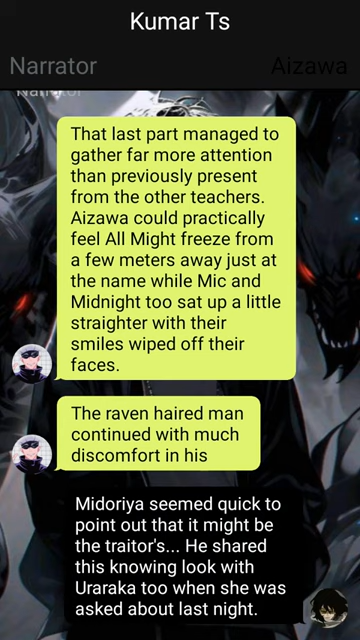 Kumar Ts
Narrator
Aizawa
Narrator
That last part managed to
gather far more attention
than previously present
from the other teachers.
Aizawa could practically
feel All Might freeze from
a few meters away just at
the name while Mic and
Midnight too sat up a little
straighter with their
smiles wiped off their
faces.
The raven haired man
continued with much
discomfort in his
Midoriya seemed quick to
point out that it might be
the traitor's... He shared
this knowing look with
Uraraka too when she was
asked about last night.